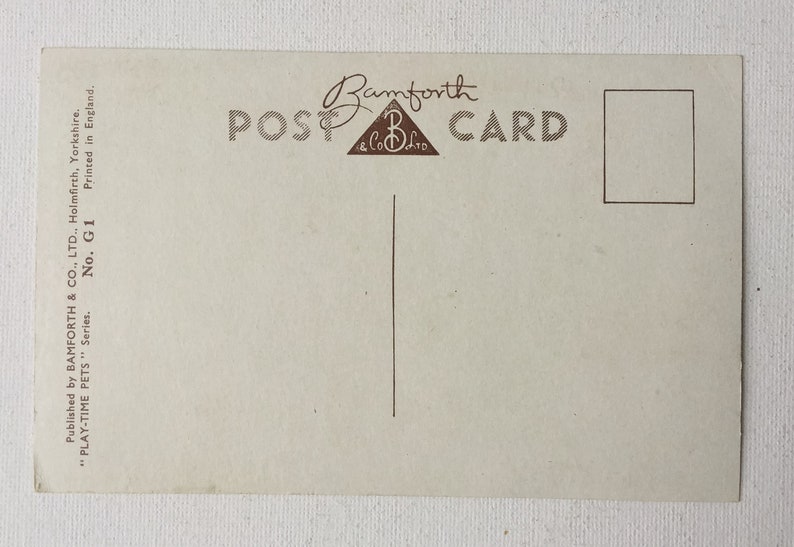 Bamforth
POST CARD
& Co B LTD
Published by BAMFORTH & CO., LTD., Holmfirth, Yorkshire.
"PLAY-TIME PETS" Series. No. G 1 Printed in England.